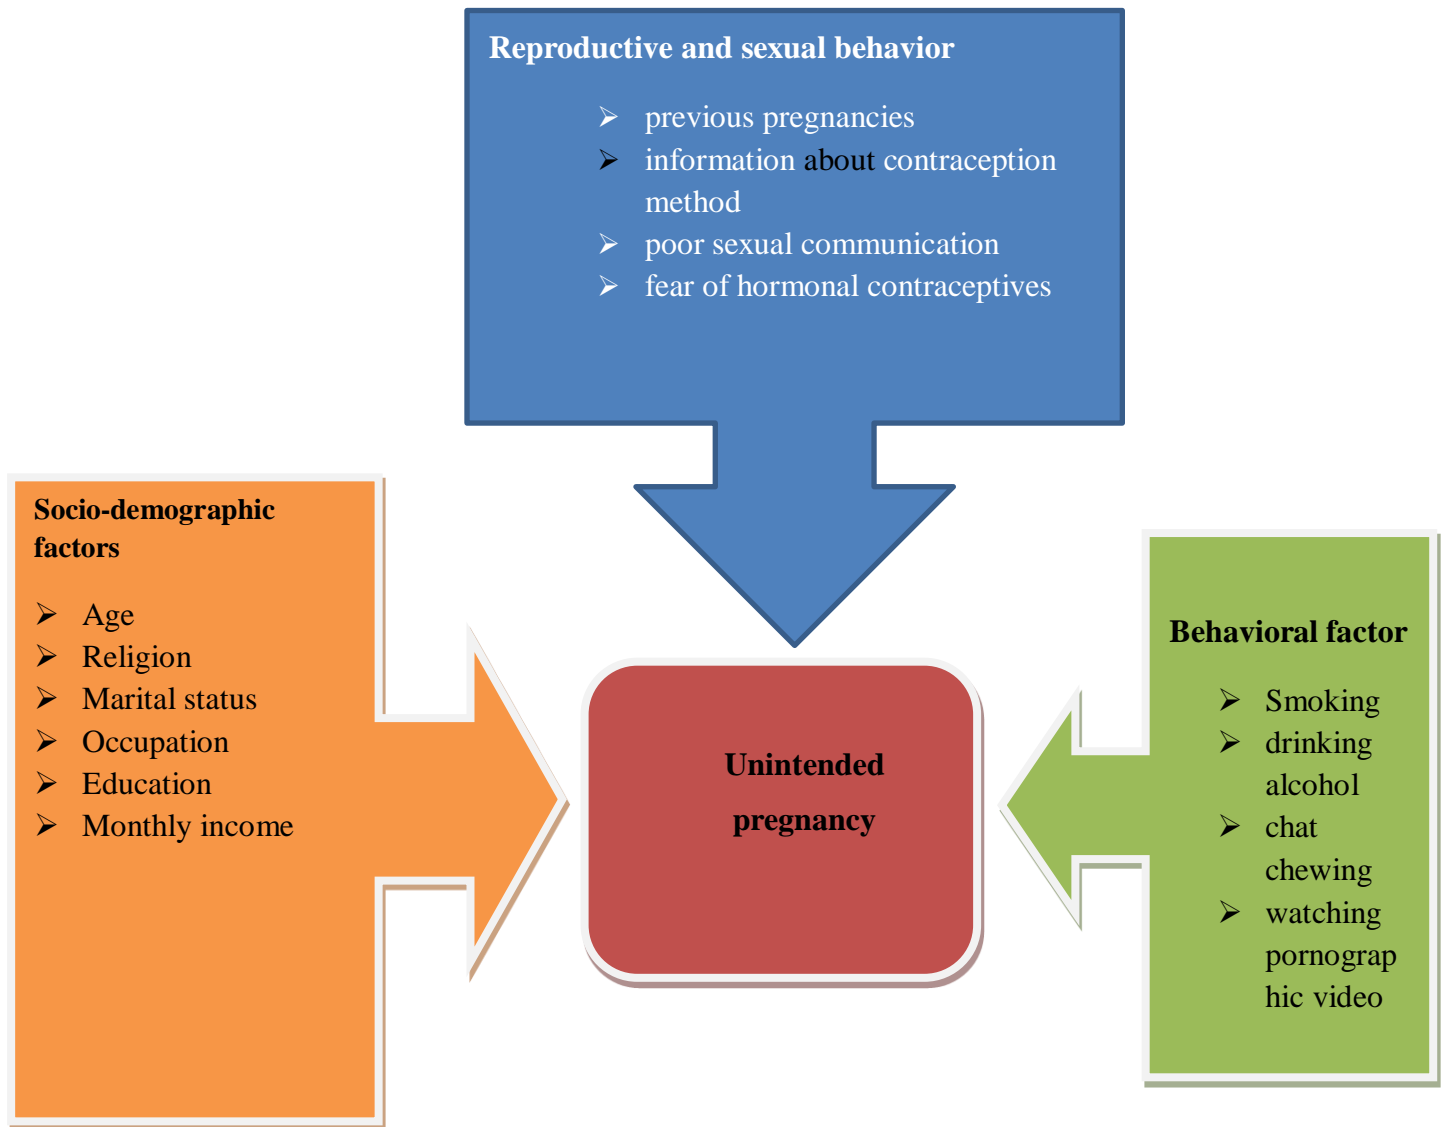 Reproductive and sexual behavior
➢ previous pregnancies
➢ information about contraception
method
➢ poor sexual communication
➢ fear of hormonal contraceptives
Socio-demographic
factors
➢ Age
➢ Religion
➢ Marital status
➢ Occupation
➢ Education
➢ Monthly income
Unintended
pregnancy
Behavioral factor
➢ Smoking
➢ drinking
alcohol
➢ chat
chewing
➢ watching
pornograp
hic video